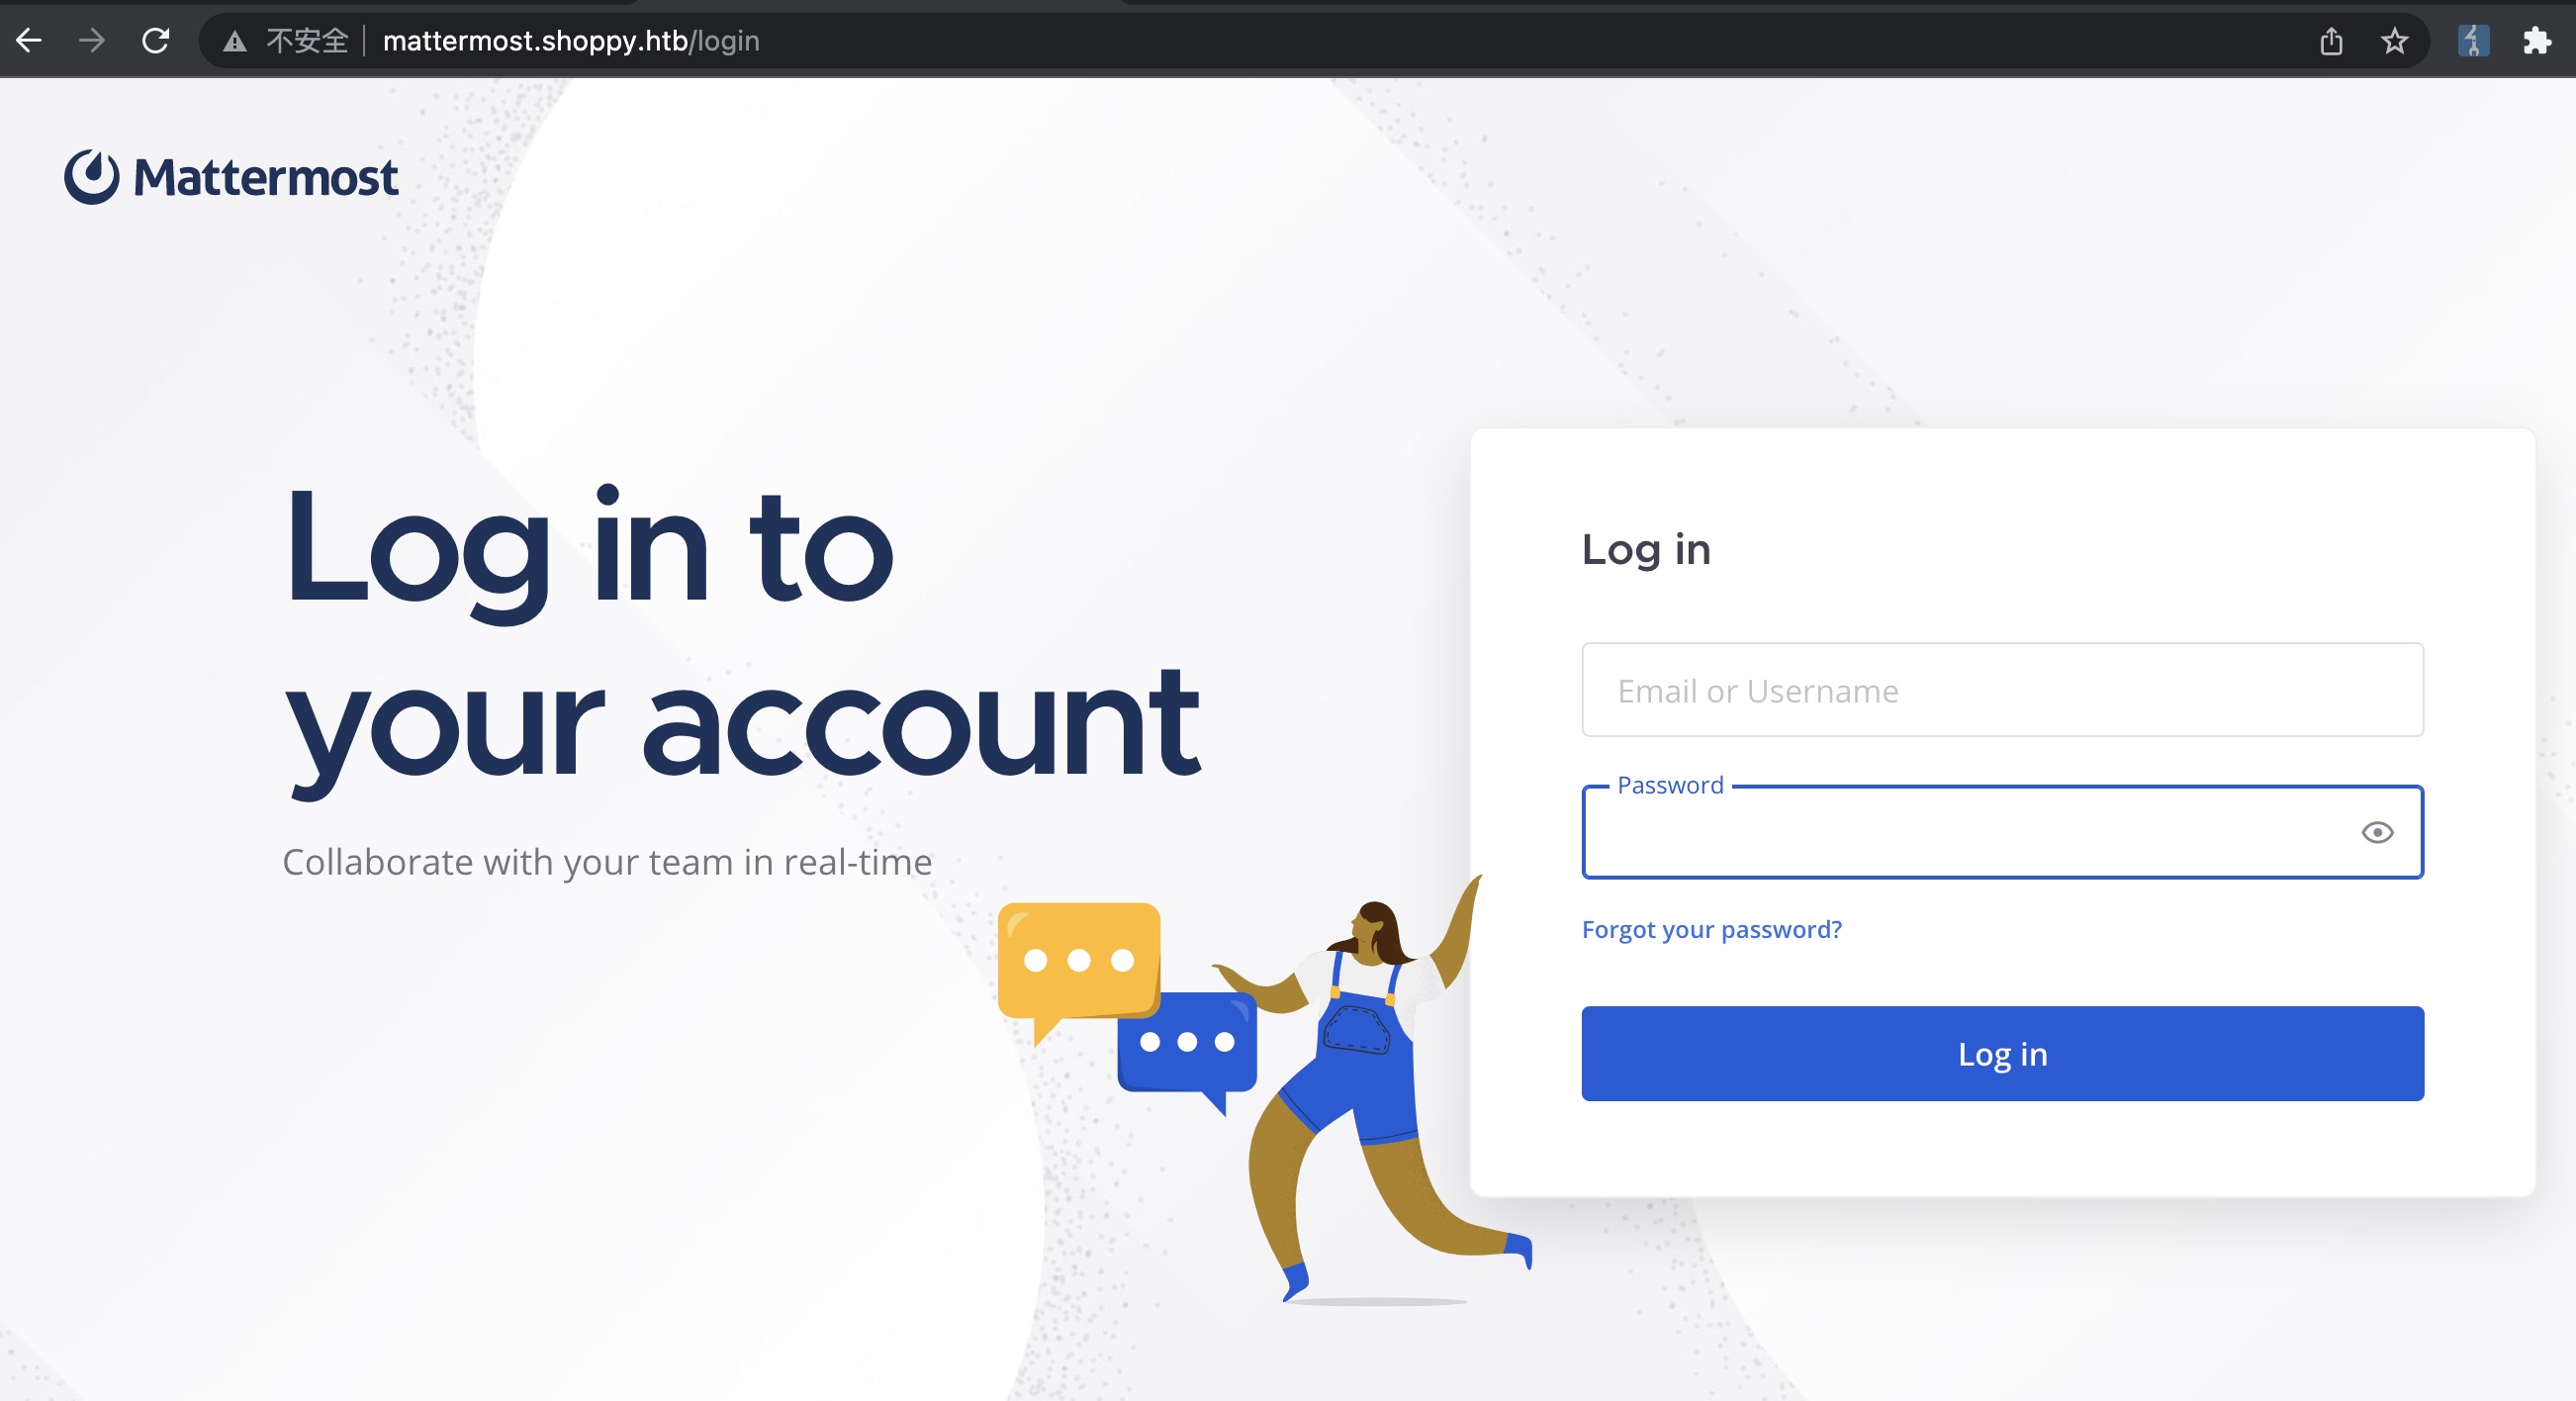 不安全 mattermost.shoppy.htb/login
Mattermost
Log in to
your account
Collaborate with your team in real-time
Log in
Email or Username
Password
Forgot your password?
Log in